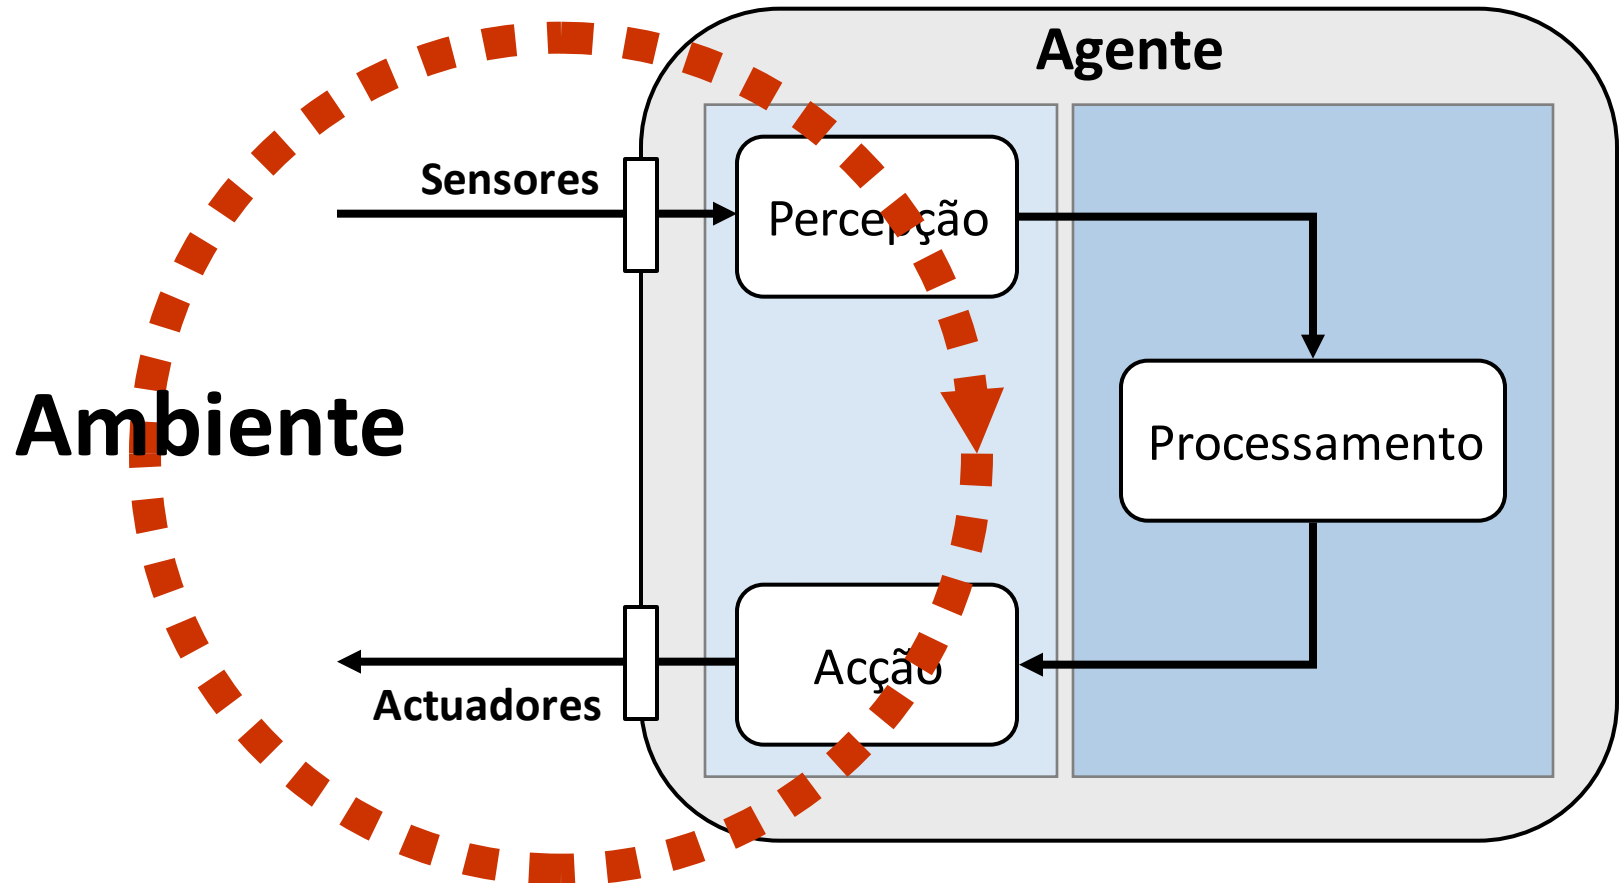 Agente
Sensores
Percepção
Ambiente
Processamento
Acção
Actuadores